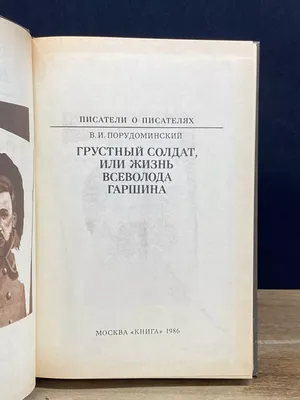 ПИСАТЕЛИ О ПИСАТЕЛЯХ
В. И. ПОРУДОМИНСКИЙ
ГРУСТНЫЙ СОЛДАТ,
ИЛИ ЖИЗНЬ
ВСЕВОЛОДА
ГАРШИНА
МОСКВА «КНИГА» 1986